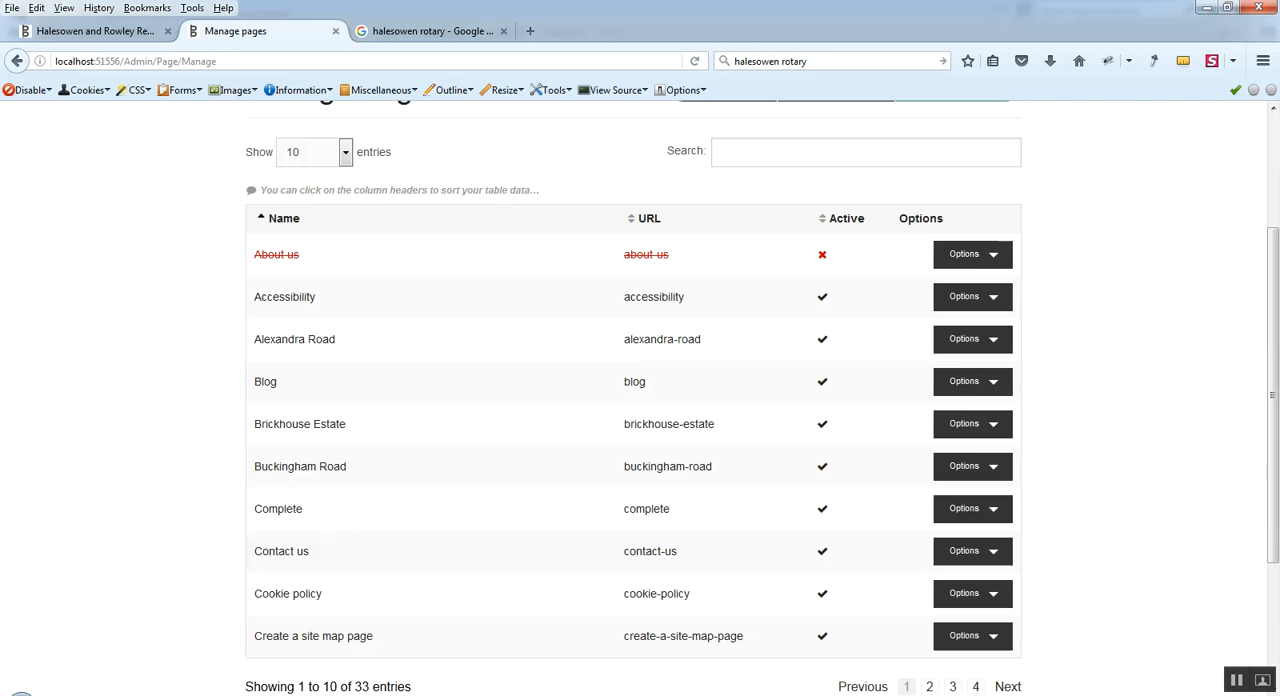 File Edit View History Bookmarks Tools Help
Halesowen and Rowley Re... × Manage pages × halesowen rotary - Google ... × +
localhost:51556/Admin/Page/Manage halesowen rotary
Disable Cookies CSS Forms Images Information Miscellaneous Outline Resize Tools View Source Options
Show 10 entries Search:
You can click on the column headers to sort your table data...
Name URL Active Options
About us about-us Options
Accessibility accessibility Options
Alexandra Road alexandra-road Options
Blog blog Options
Brickhouse Estate brickhouse-estate Options
Buckingham Road buckingham-road Options
Complete complete Options
Contact us contact-us Options
Cookie policy cookie-policy Options
Create a site map page create-a-site-map-page Options
Showing 1 to 10 of 33 entries Previous 1 2 3 4 Next